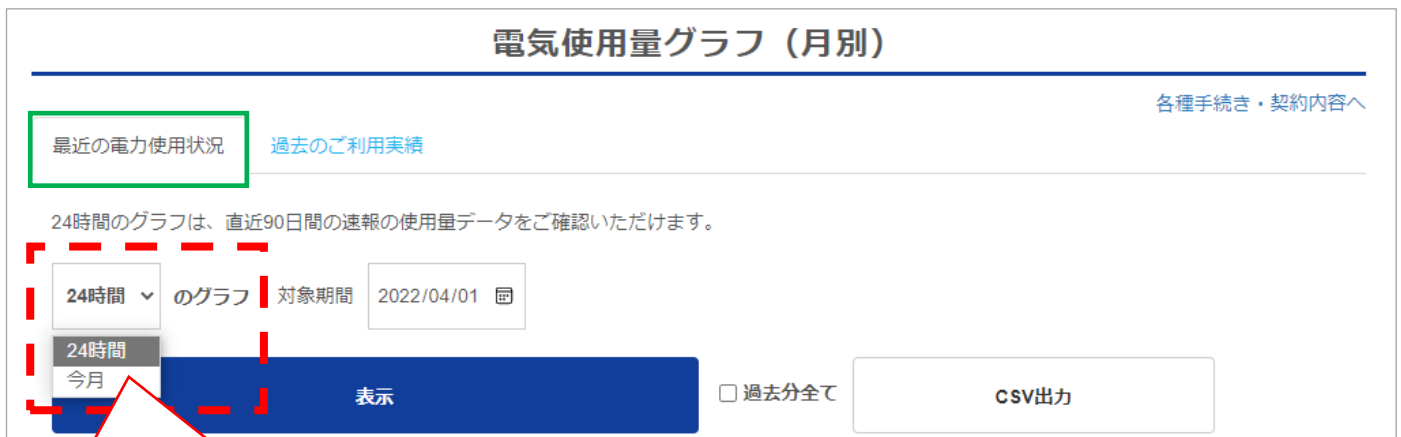 電気使用量グラフ（月別）
各種手続き・契約内容へ
最近の電力使用状況 過去のご利用実績
24時間のグラフは、直近90日間の速報の使用量データをご確認いただけます。
24時間 のグラフ 対象期間 2022/04/01
24時間
今月
表示 過去分全て CSV出力